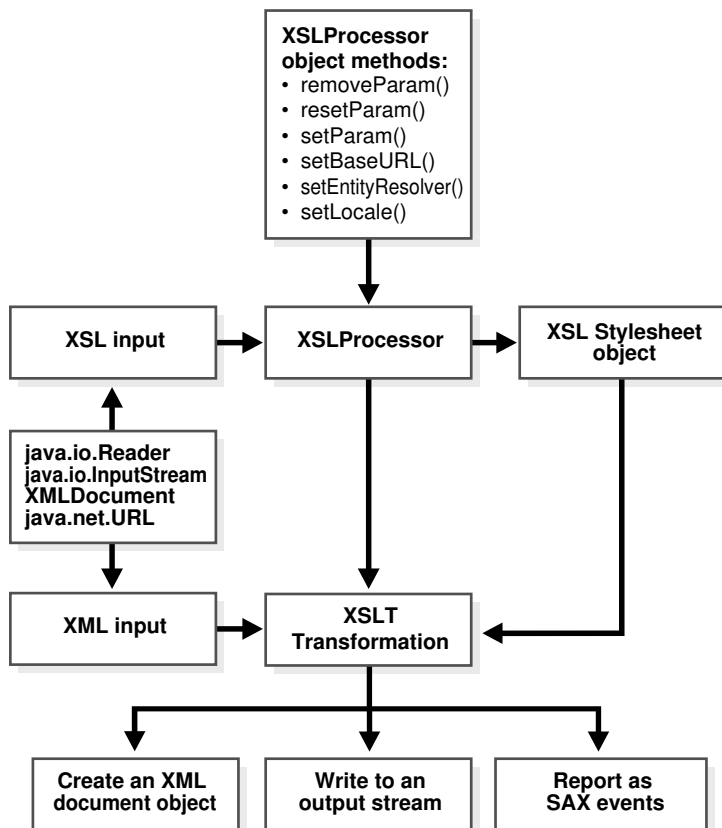 XSLProcessor
object methods:
• removeParam()
• resetParam()
• setParam()
• setBaseURL()
• setEntityResolver()
• setLocale()
XSL input
XSLProcessor
XSL Stylesheet
object
java.io.Reader
java.io.InputStream
XMLDocument
java.net.URL
XML input
XSLT
Transformation
Create an XML
document object
Write to an
output stream
Report as
SAX events